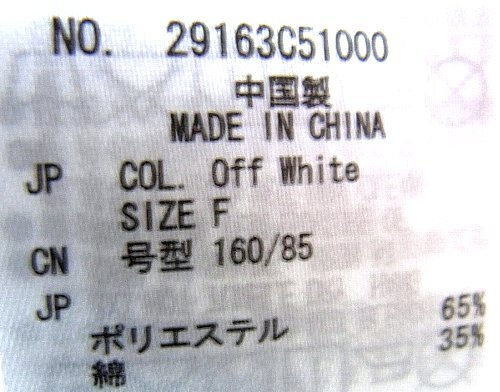 NO. 29163C51000
中国製
MADE IN CHINA
JP COL. Off White
SIZE F
CN 号型 160/85
JP
ポリエステル 65%
綿 35%